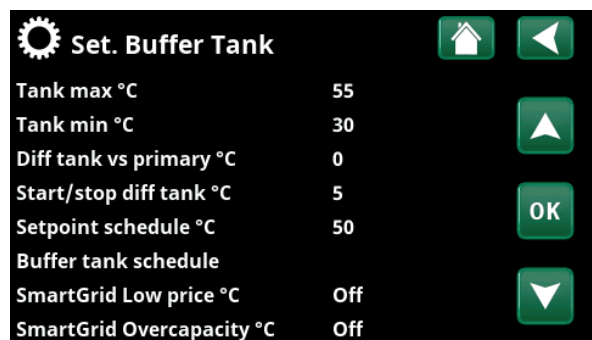 Set. Buffer Tank
Tank max °C 55
Tank min °C 30
Diff tank vs primary °C 0
Start/stop diff tank °C 5
Setpoint schedule °C 50
OK
Buffer tank schedule
SmartGrid Low price °C Off
SmartGrid Overcapacity °C Off